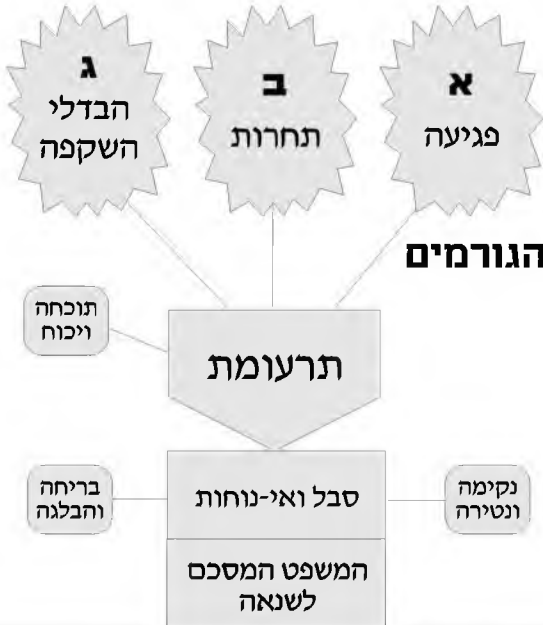 א
פגיעה
ב
תחרות
ג
הבדלי
השקפה
הגורמים
תרעומת
תוכחה
ויכוח
סבל ואי-נוחות
נקימה
ונטירה
בריחה
והבלגה
המשפט המסכם
לשנאה